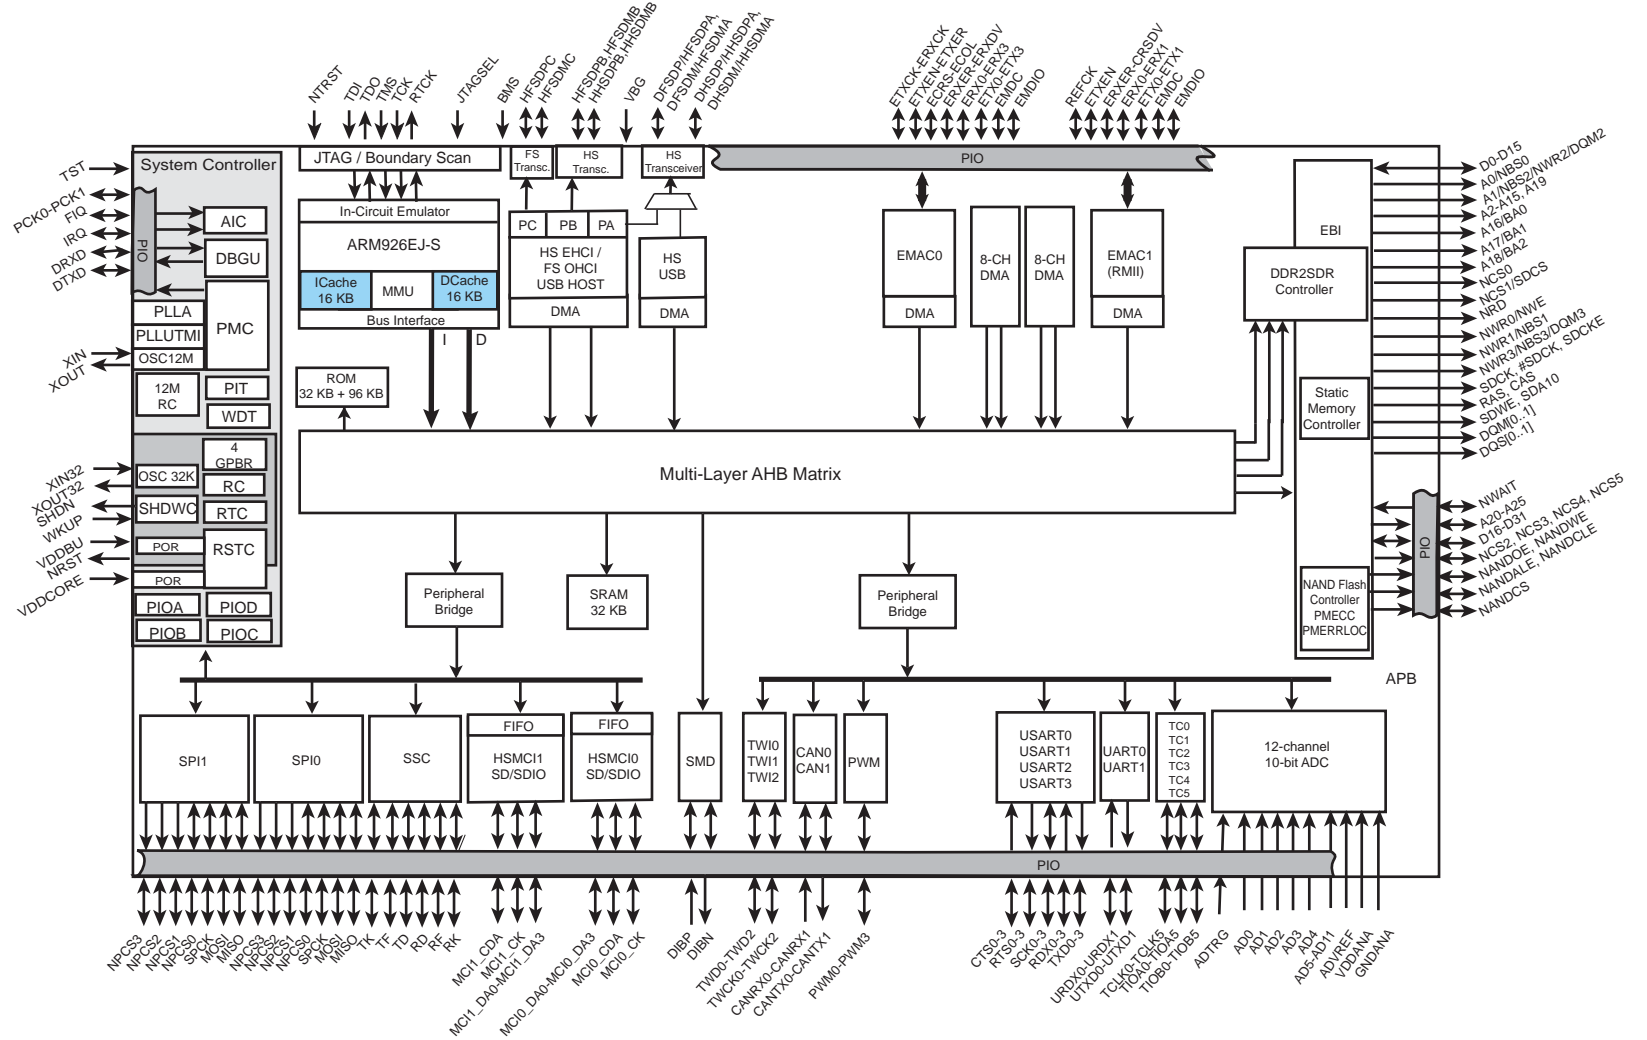 NTRST
TDI
TDO
TMS
TCK
RTCK
JTAGSEL
BMS
HFSDPC
HFSDMC
HFSDPB,HFSDMB
HHSDPB,HHSDMB
VBG
DFSDP/HFSDPA,
DFSDM/HFSDMA
DHSDP/HHSDPA,
DHSDM/HHSDMA
ETXCK-ERXCK
ETXEN-ETXER
ECRS-ECOL
ERXER-ERXDV
ERX0-ERX3
ETX0-ETX3
EMDC
EMDIO
REFCK
ETXEN
ERXER-CRSDV
ERX0-ERX1
ETX0-ETX1
EMDC
EMDIO
TST
PCK0-PCK1
FIQ
IRQ
DRXD
DTXD
XIN
XOUT
XIN32
XOUT32
SHDN
WKUP
VDDBU
NRST
VDDCORE
System Controller
PIO
AIC
DBGU
PMC
PLLA
PLLUTMI
OSC12M
12M
RC
PIT
WDT
4
GPBR
OSC 32K
RC
SHDWC
RTC
POR
RSTC
POR
PIOA
PIOD
PIOB
PIOC
JTAG / Boundary Scan
In-Circuit Emulator
ARM926EJ-S
ICache
16 KB
MMU
DCache
16 KB
Bus Interface
I
D
ROM
32 KB + 96 KB
FS
Transc.
HS
Transc.
HS
Transceiver
PC
PB
PA
HS EHCI /
FS OHCI
USB HOST
DMA
HS
USB
DMA
PIO
EMAC0
DMA
8-CH
DMA
8-CH
DMA
EMAC1
(RMII)
DMA
EBI
DDR2SDR
Controller
Static
Memory
Controller
NAND Flash
Controller
PMECC
PMERRLOC
PIO
D0-D15
A0/NBS0
A1/NBS2/NWR2/DQM2
A2-A15, A19
A16/BA0
A17/BA1
A18/BA2
NCS0
NCS1/SDCS
NRD
NWR0/NWE
NWR1/NBS1
NWR3/NBS3/DQM3
SDCK, #SDCK, SDCKE
RAS, CAS
SDWE, SDA10
DQM[0..1]
DQS[0..1]
NWAIT
A20-A25
D16-D31
NCS2, NCS3, NCS4, NCS5
NANDOE, NANDWE
NANDALE, NANDCLE
NANDCS
Multi-Layer AHB Matrix
Peripheral
Bridge
SRAM
32 KB
Peripheral
Bridge
APB
SPI1
SPI0
SSC
FIFO
HSMCI1
SD/SDIO
FIFO
HSMCI0
SD/SDIO
SMD
TWI0
TWI1
TWI2
CAN0
CAN1
PWM
USART0
USART1
USART2
USART3
UART0
UART1
TC0
TC1
TC2
TC3
TC4
TC5
12-channel
10-bit ADC
PIO
NPCS3
NPCS2
NPCS1
NPCS0
SPCK
MOSI
MISO
NPCS3
NPCS2
NPCS1
NPCS0
SPCK
MOSI
MISO
TK
TF
TD
RD
RF
RK
MCI1_CDA
MCI1_CK
MCI1_DA0-MCI1_DA3
MCI0_DA0-MCI0_DA3
MCI0_CDA
MCI0_CK
DIBP
DIBN
TWD0-TWD2
TWCK0-TWCK2
CANRX0-CANRX1
CANTX0-CANTX1
PWM0-PWM3
CTS0-3
RTS0-3
SCK0-3
RDX0-3
TXD0-3
URDX0-URDX1
UTXD0-UTXD1
TCLK0-TCLK5
TIOA0-TIOA5
TIOB0-TIOB5
ADTRG
AD0
AD1
AD2
AD3
AD4
AD5-AD11
ADVREF
VDDANA
GNDANA